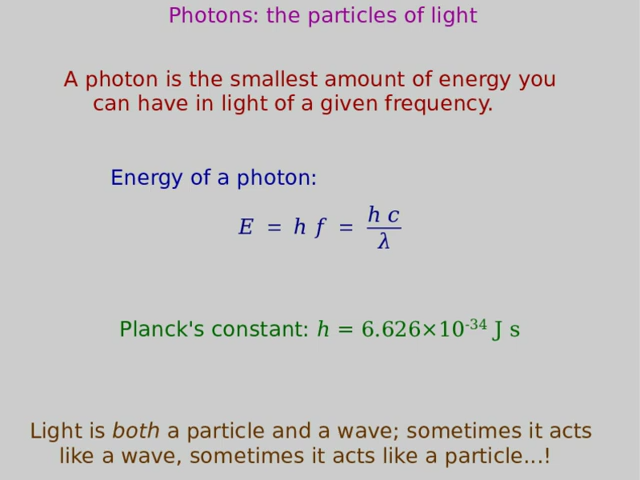 Photons: the particles of light
A photon is the smallest amount of energy you
can have in light of a given frequency.
Energy of a photon:
E = h f = h c / λ
Planck's constant: h = 6.626×10⁻³⁴ J s
Light is both a particle and a wave; sometimes it acts
like a wave, sometimes it acts like a particle...!